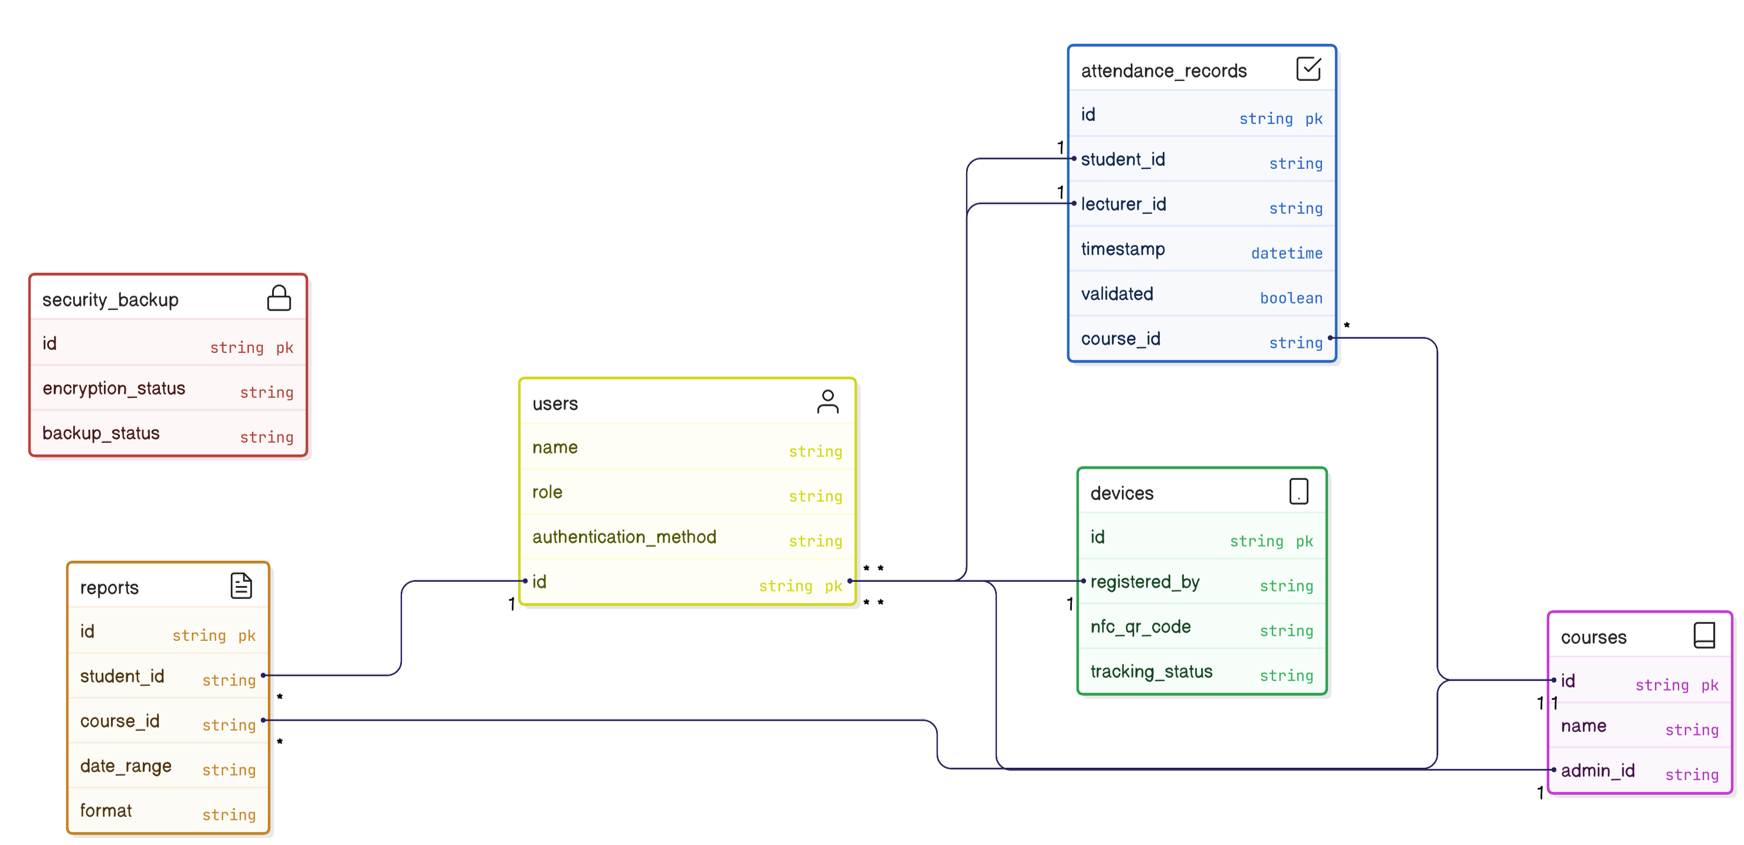 attendance_records
id string pk
1 student_id string
1 lecturer_id string
timestamp datetime
validated boolean
course_id string *
security_backup
id string pk
encryption_status string
backup_status string
users
name string
role string
authentication_method string
id string pk * *
1 * *
devices
id string pk
registered_by string
1
nfc_qr_code string
tracking_status string
reports
id string pk
student_id string
*
course_id string
*
date_range string
format string
courses
id string pk
1 1
name string
admin_id string
1